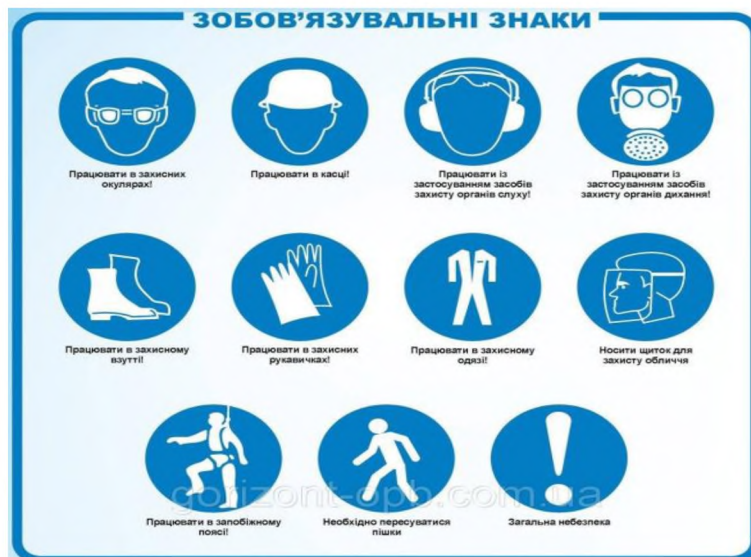 ЗОБОВ'ЯЗУВАЛЬНІ ЗНАКИ
Працювати в захисних
окулярах!
Працювати в касці!
Працювати із
застосуванням засобів
захисту органів слуху!
Працювати із
застосуванням засобів
захисту органів дихання!
Працювати в захисному
взутті!
Працювати в захисних
рукавичках!
Працювати в захисному
одязі!
Носити щиток для
захисту обличчя
gorizont-opb.com.ua
Працювати в запобіжному
поясі!
Необхідно пересуватися
пішки
Загальна небезпека